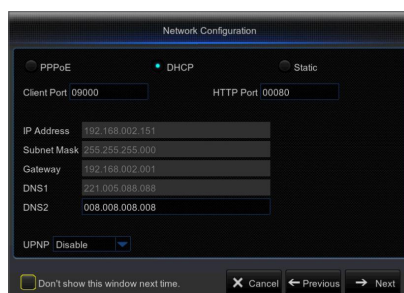 Network Configuration
PPPoE DHCP Static
Client Port 09000 HTTP Port 00080
IP Address 192.168.002.151
Subnet Mask 255.255.255.000
Gateway 192.168.002.001
DNS1 221.005.088.088
DNS2 008.008.008.008
UPNP Disable
Don't show this window next time. Cancel Previous Next